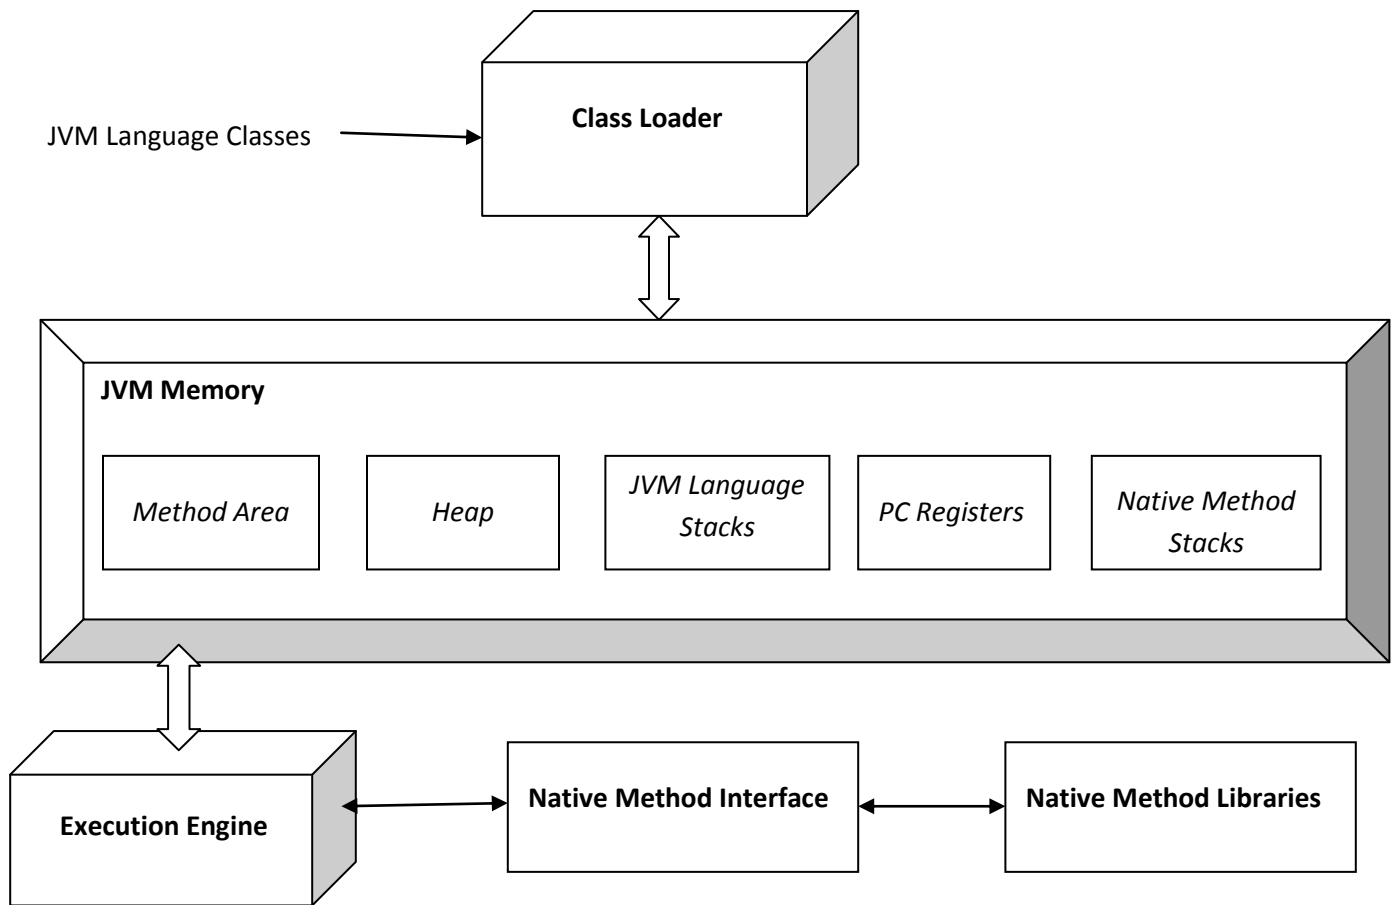 Class Loader
JVM Language Classes
JVM Memory
Method Area
Heap
JVM Language
Stacks
PC Registers
Native Method
Stacks
Execution Engine
Native Method Interface
Native Method Libraries